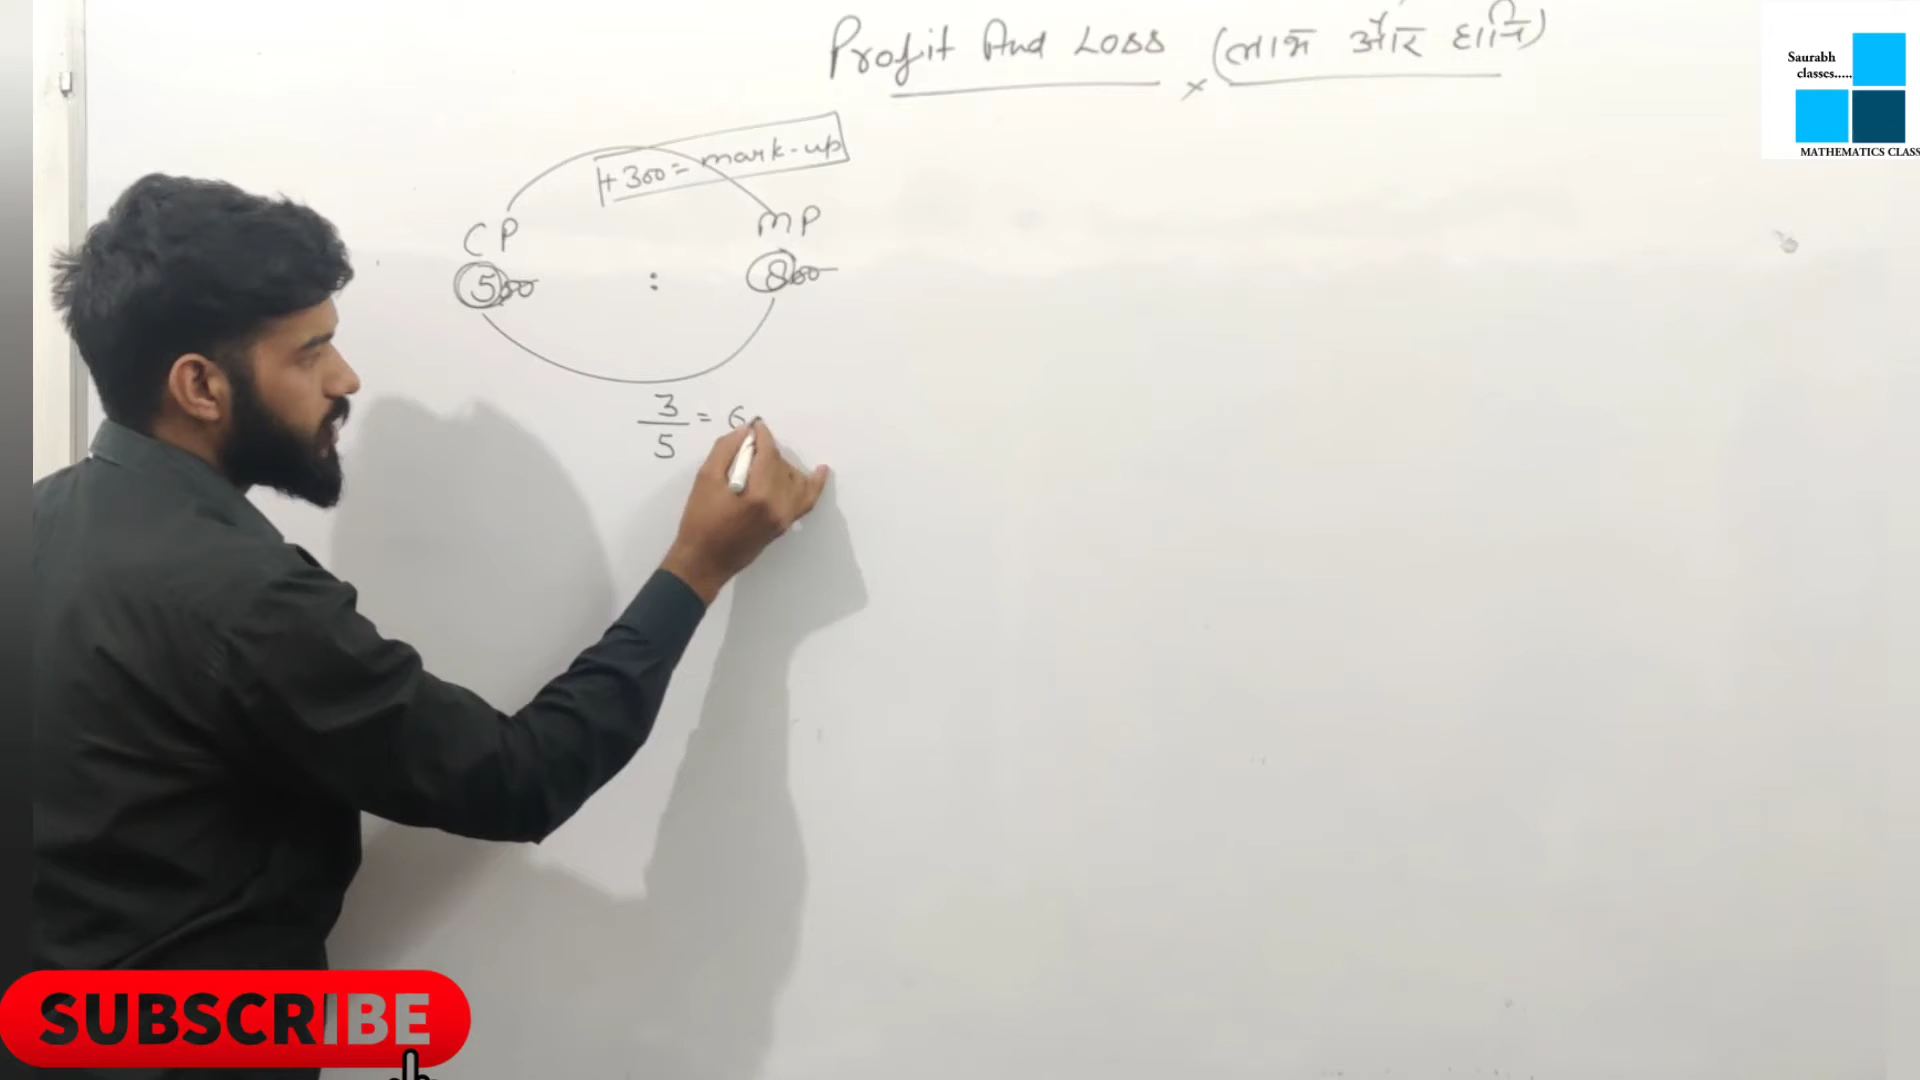 Profit And Loss (लाभ और हानि)
Saurabh
classes.....
MATHEMATICS CLASS
+300 = mark-up
CP MP
500 : 800
3/5 = 6
SUBSCRIBE